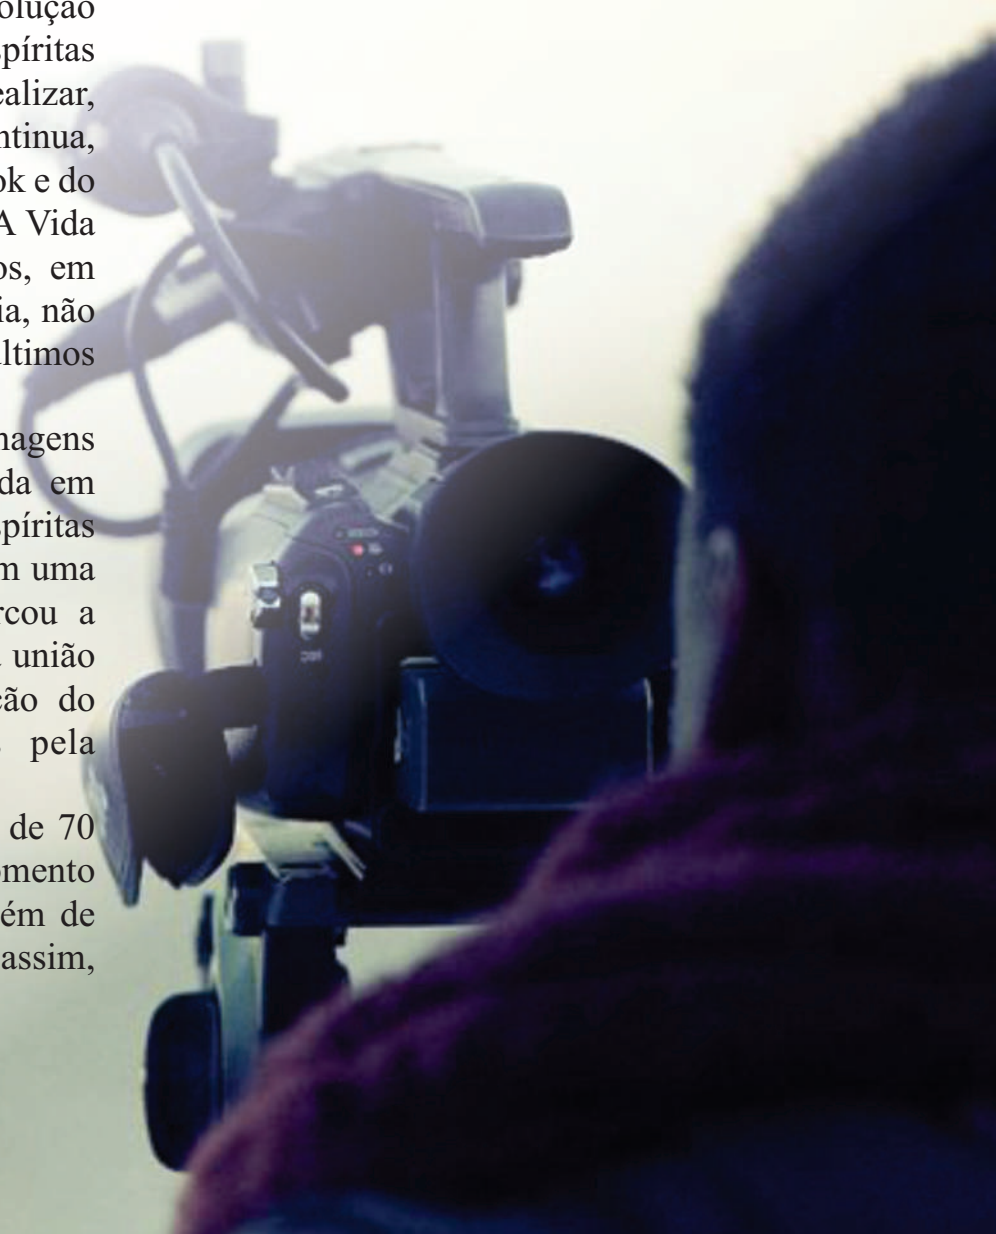 olução
píritas
ealizar,
ntinua,
ok e do
A Vida
os, em
ia, não
ltimos
nagens
da em
píritas
m uma
rcou a
união
ção do
pela
de 70
omento
ém de
assim,